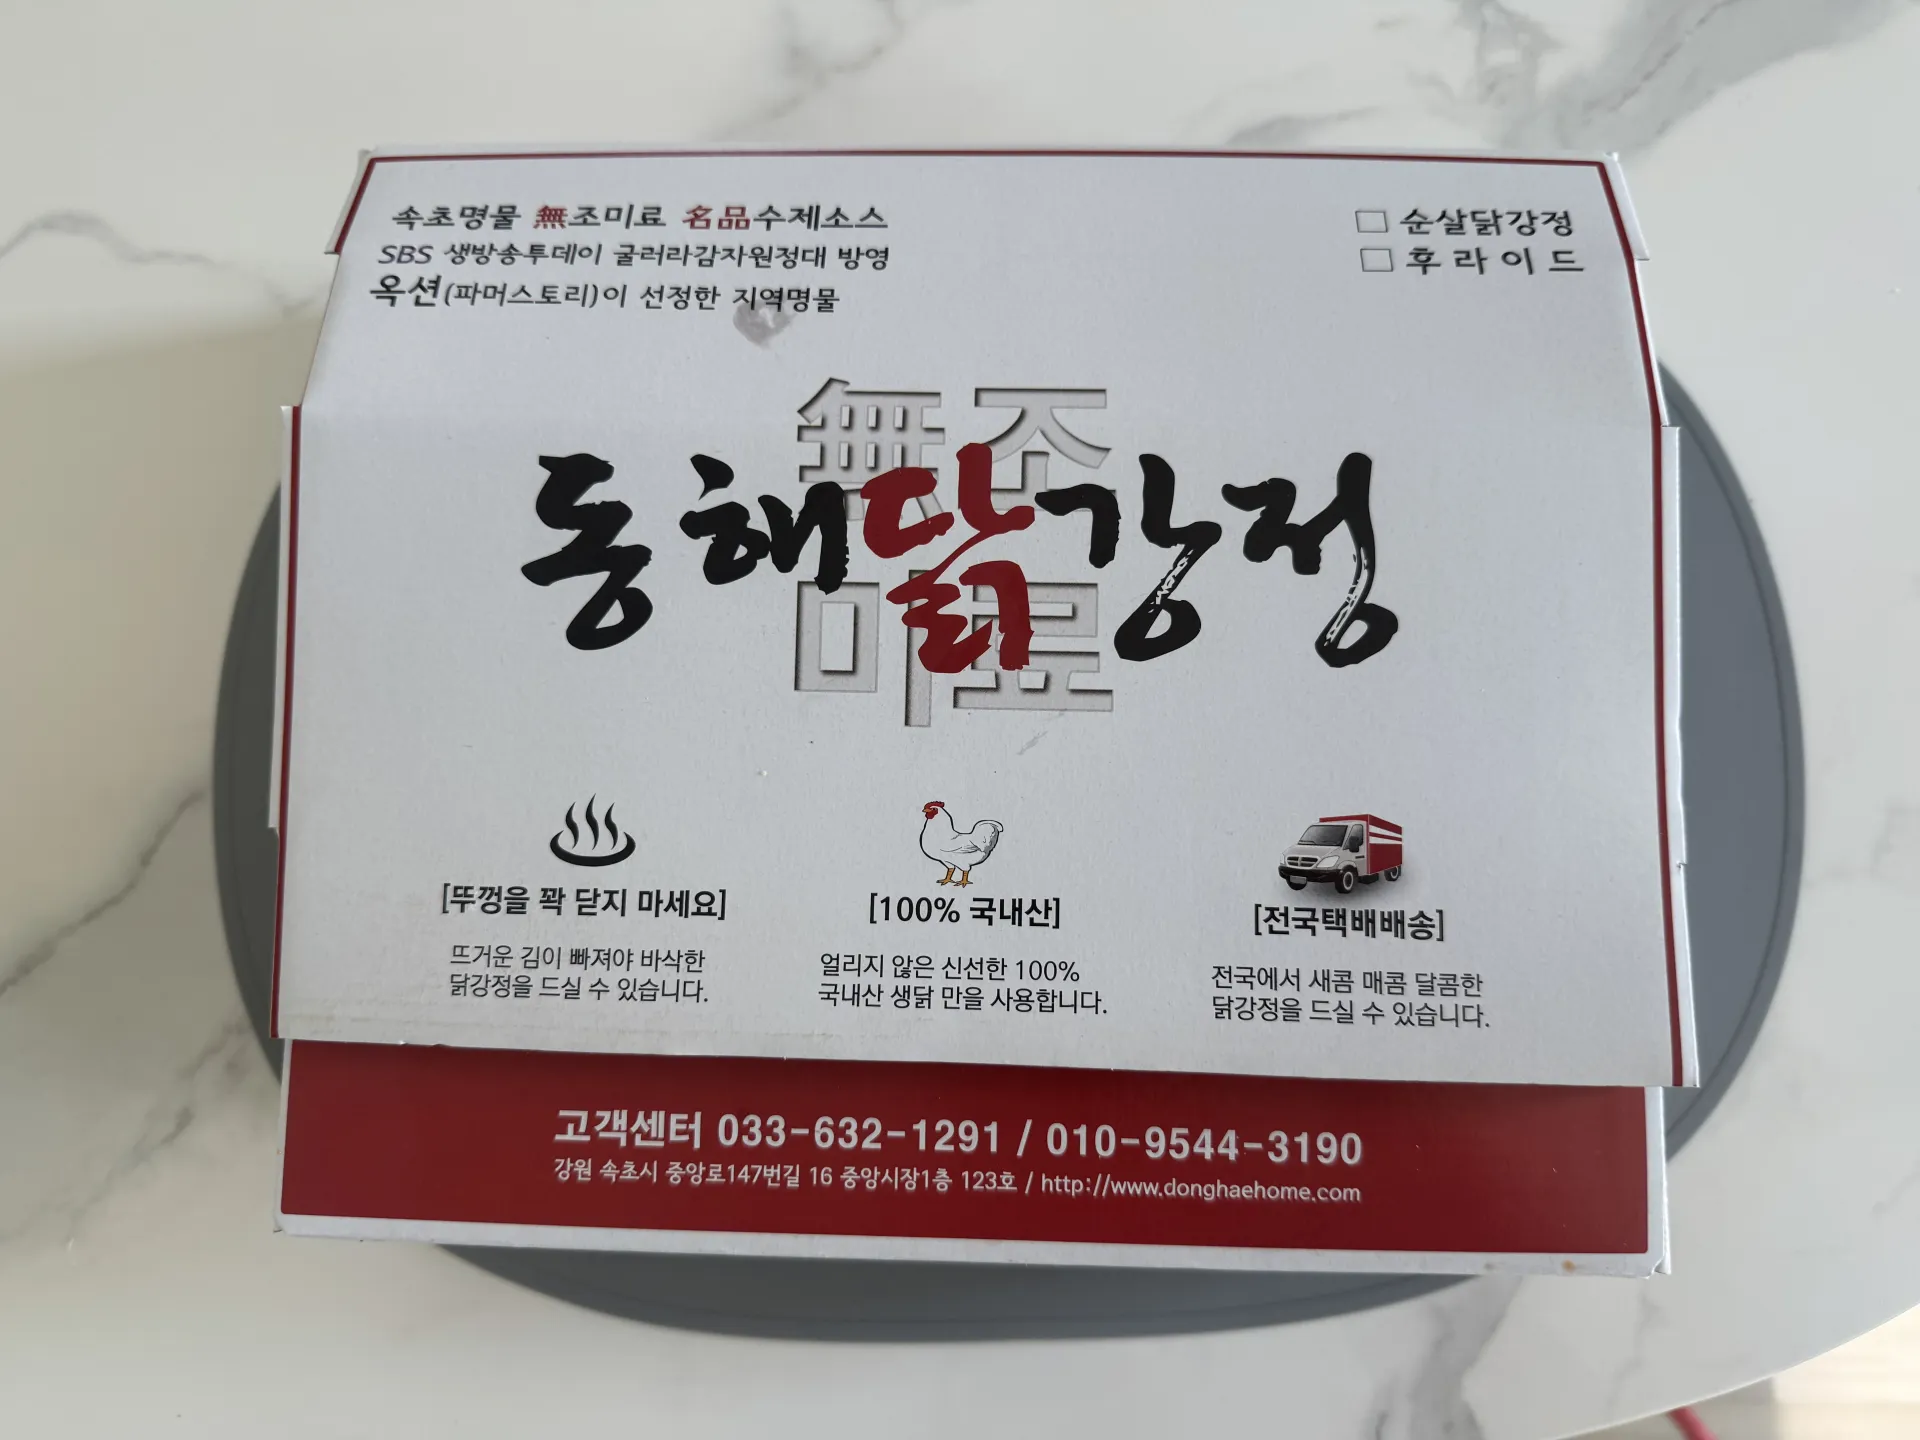 속초명물 無조미료 名品수제소스
SBS 생방송투데이 굴러라감자원정대 방영
옥션(파머스토리)이 선정한 지역명물
□ 순살닭강정
□ 후라이드
無조
미료
동해닭강정
[뚜껑을 꽉 닫지 마세요]
뜨거운 김이 빠져야 바삭한
닭강정을 드실 수 있습니다.
[100% 국내산]
얼리지 않은 신선한 100%
국내산 생닭 만을 사용합니다.
[전국택배배송]
전국에서 새콤 매콤 달콤한
닭강정을 드실 수 있습니다.
고객센터 033-632-1291 / 010-9544-3190
강원 속초시 중앙로147번길 16 중앙시장1층 123호 / http://www.donghaehome.com